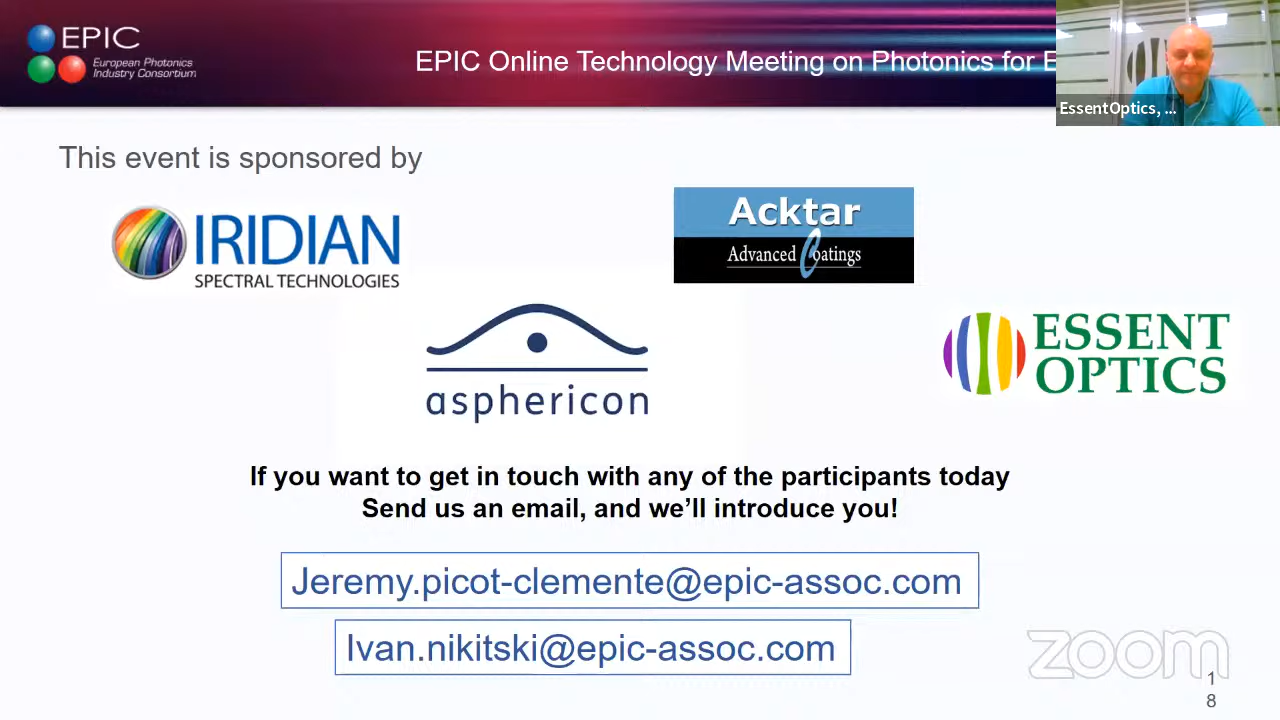 EPIC
European Photonics
Industry Consortium
EPIC Online Technology Meeting on Photonics for E
EssentOptics, ...
This event is sponsored by
IRIDIAN
SPECTRAL TECHNOLOGIES
Acktar
Advanced Coatings
asphericon
ESSENT
OPTICS
If you want to get in touch with any of the participants today
Send us an email, and we'll introduce you!
Jeremy.picot-clemente@epic-assoc.com
Ivan.nikitski@epic-assoc.com
zoom
1
8